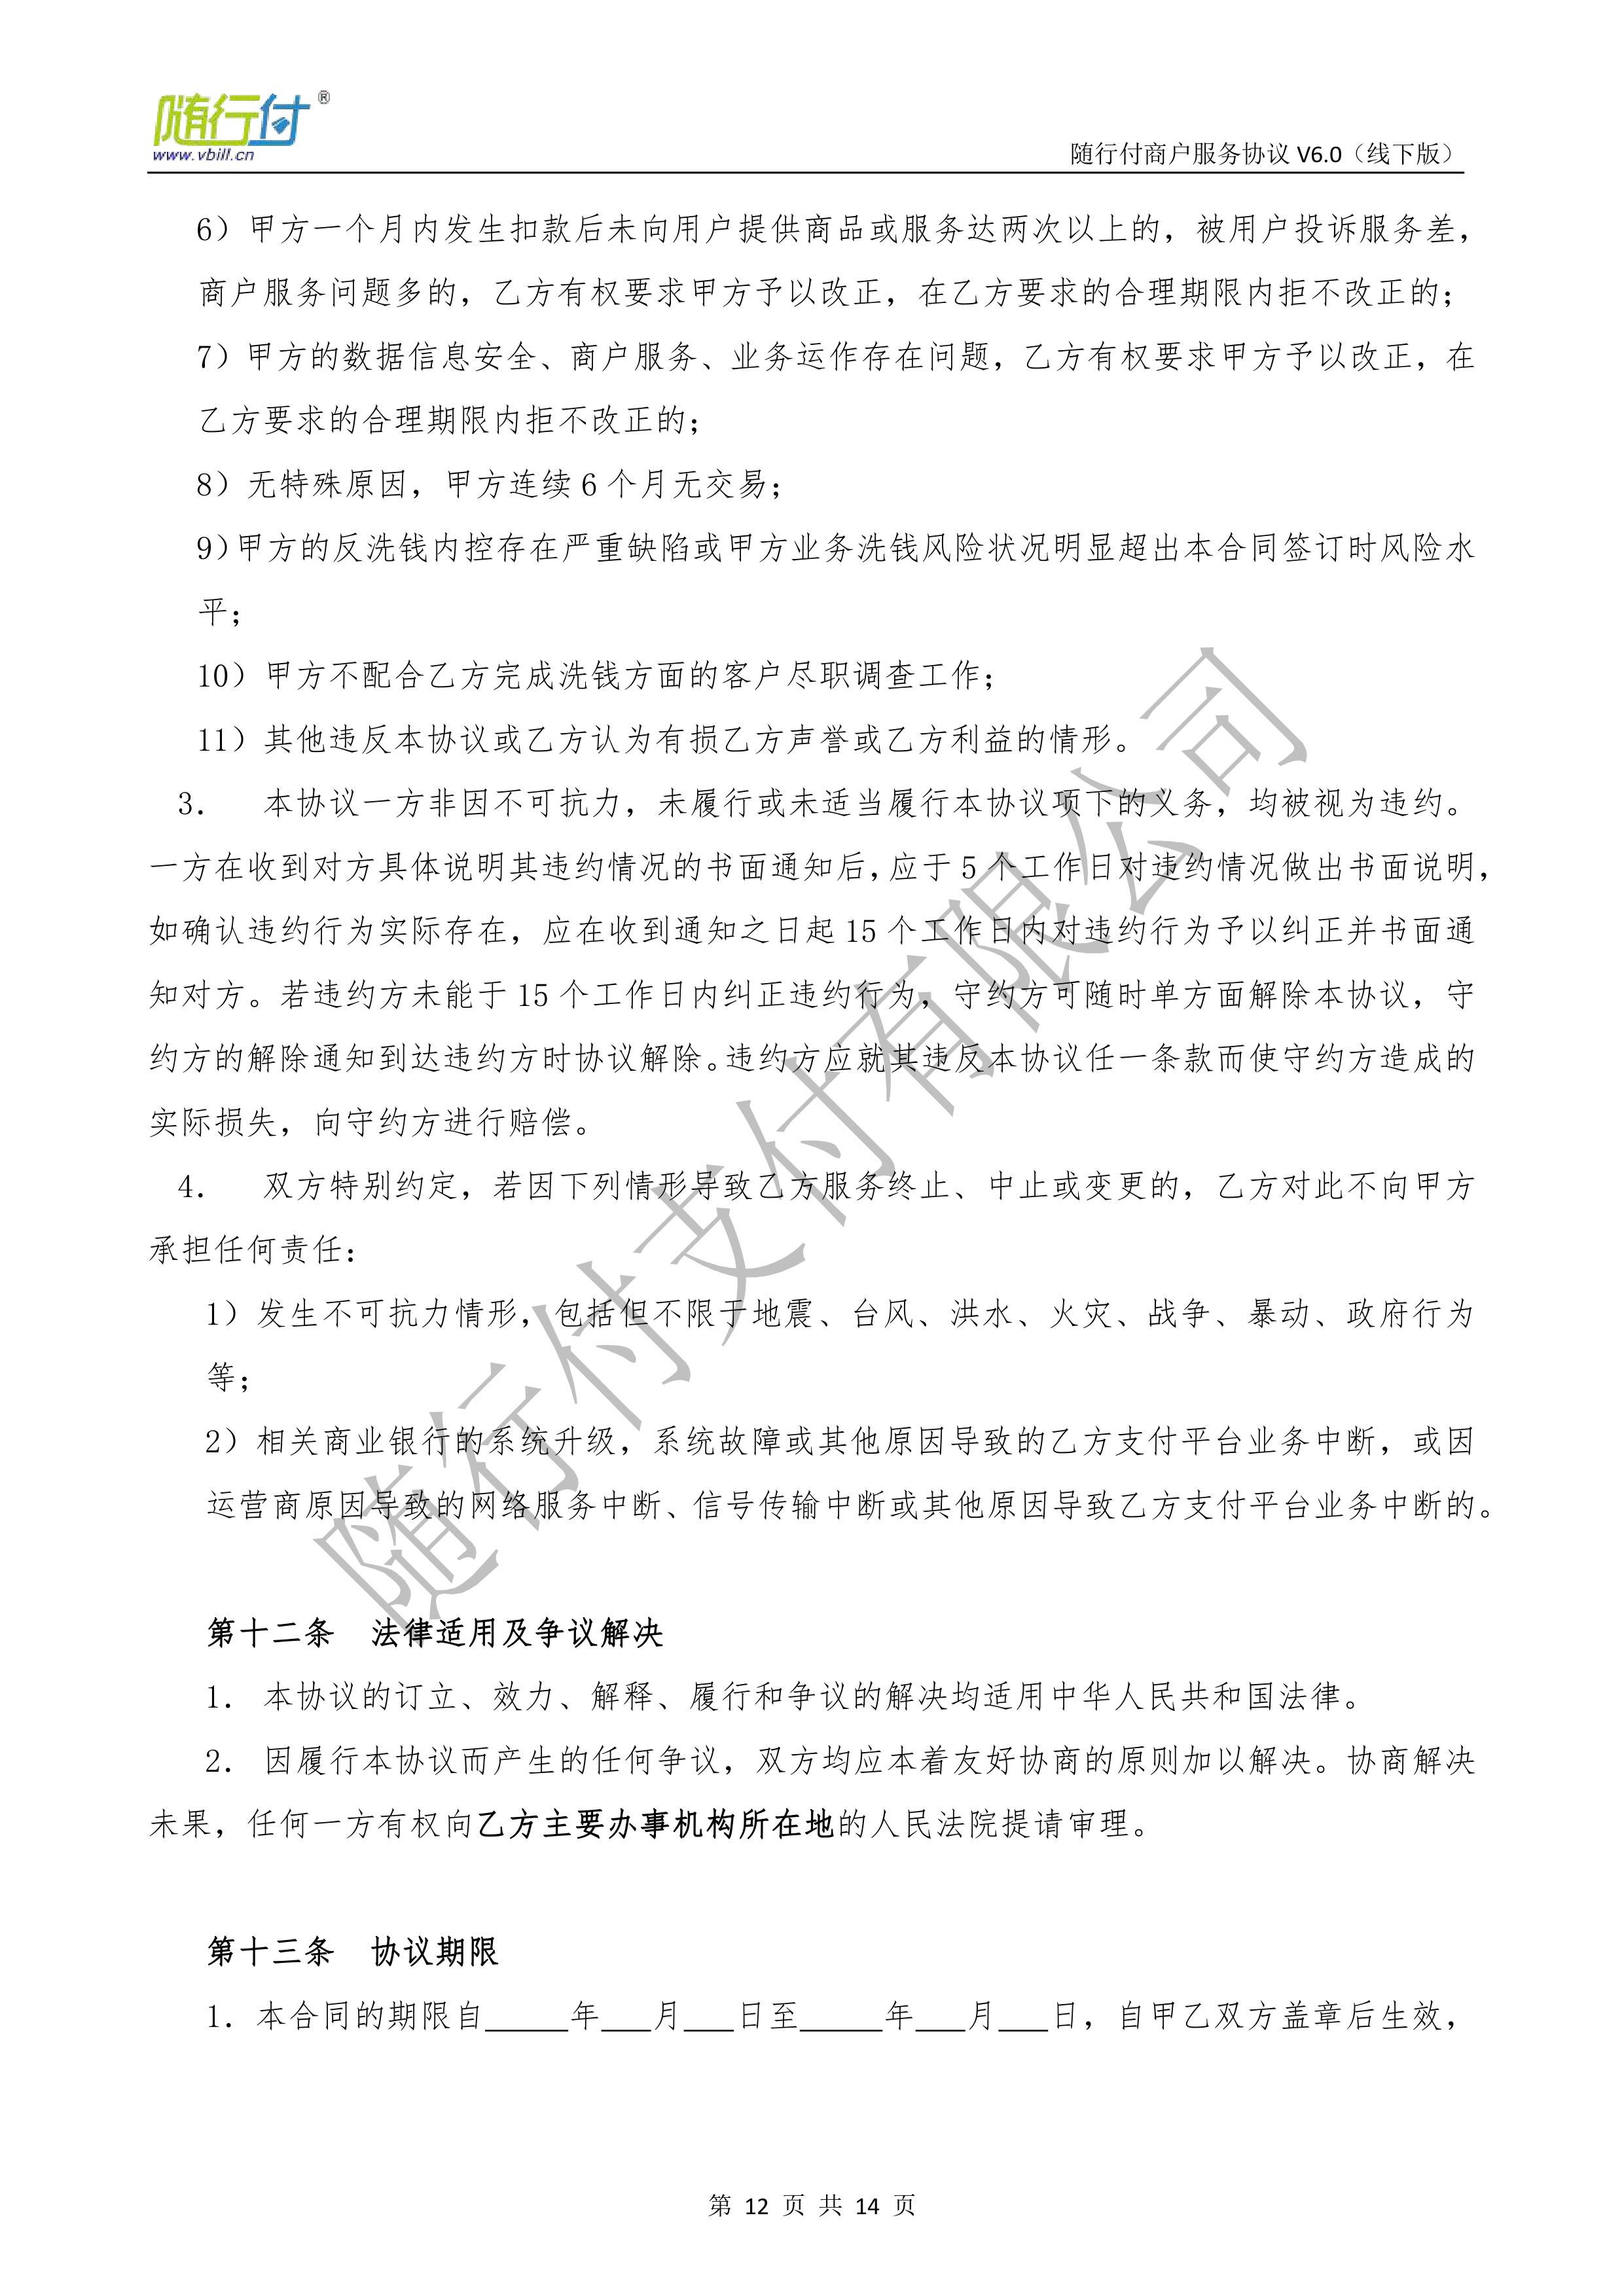 随行付®
www.vbill.cn
随行付商户服务协议 V6.0（线下版）
6）甲方一个月内发生扣款后未向用户提供商品或服务达两次以上的，被用户投诉服务差，
商户服务问题多的，乙方有权要求甲方予以改正，在乙方要求的合理期限内拒不改正的；
7）甲方的数据信息安全、商户服务、业务运作存在问题，乙方有权要求甲方予以改正，在
乙方要求的合理期限内拒不改正的；
8）无特殊原因，甲方连续 6 个月无交易；
9）甲方的反洗钱内控存在严重缺陷或甲方业务洗钱风险状况明显超出本合同签订时风险水
平；
10）甲方不配合乙方完成洗钱方面的客户尽职调查工作；
11）其他违反本协议或乙方认为有损乙方声誉或乙方利益的情形。
3. 本协议一方非因不可抗力，未履行或未适当履行本协议项下的义务，均被视为违约。
一方在收到对方具体说明其违约情况的书面通知后，应于 5 个工作日对违约情况做出书面说明，
如确认违约行为实际存在，应在收到通知之日起 15 个工作日内对违约行为予以纠正并书面通
知对方。若违约方未能于 15 个工作日内纠正违约行为，守约方可随时单方面解除本协议，守
约方的解除通知到达违约方时协议解除。违约方应就其违反本协议任一条款而使守约方造成的
实际损失，向守约方进行赔偿。
4. 双方特别约定，若因下列情形导致乙方服务终止、中止或变更的，乙方对此不向甲方
承担任何责任：
1）发生不可抗力情形，包括但不限于地震、台风、洪水、火灾、战争、暴动、政府行为
等；
2）相关商业银行的系统升级，系统故障或其他原因导致的乙方支付平台业务中断，或因
运营商原因导致的网络服务中断、信号传输中断或其他原因导致乙方支付平台业务中断的。
第十二条 法律适用及争议解决
1. 本协议的订立、效力、解释、履行和争议的解决均适用中华人民共和国法律。
2. 因履行本协议而产生的任何争议，双方均应本着友好协商的原则加以解决。协商解决
未果，任何一方有权向乙方主要办事机构所在地的人民法院提请审理。
第十三条 协议期限
1. 本合同的期限自_____年___月___日至_____年___月___日，自甲乙双方盖章后生效，
第 12 页 共 14 页
随行付支付有限公司